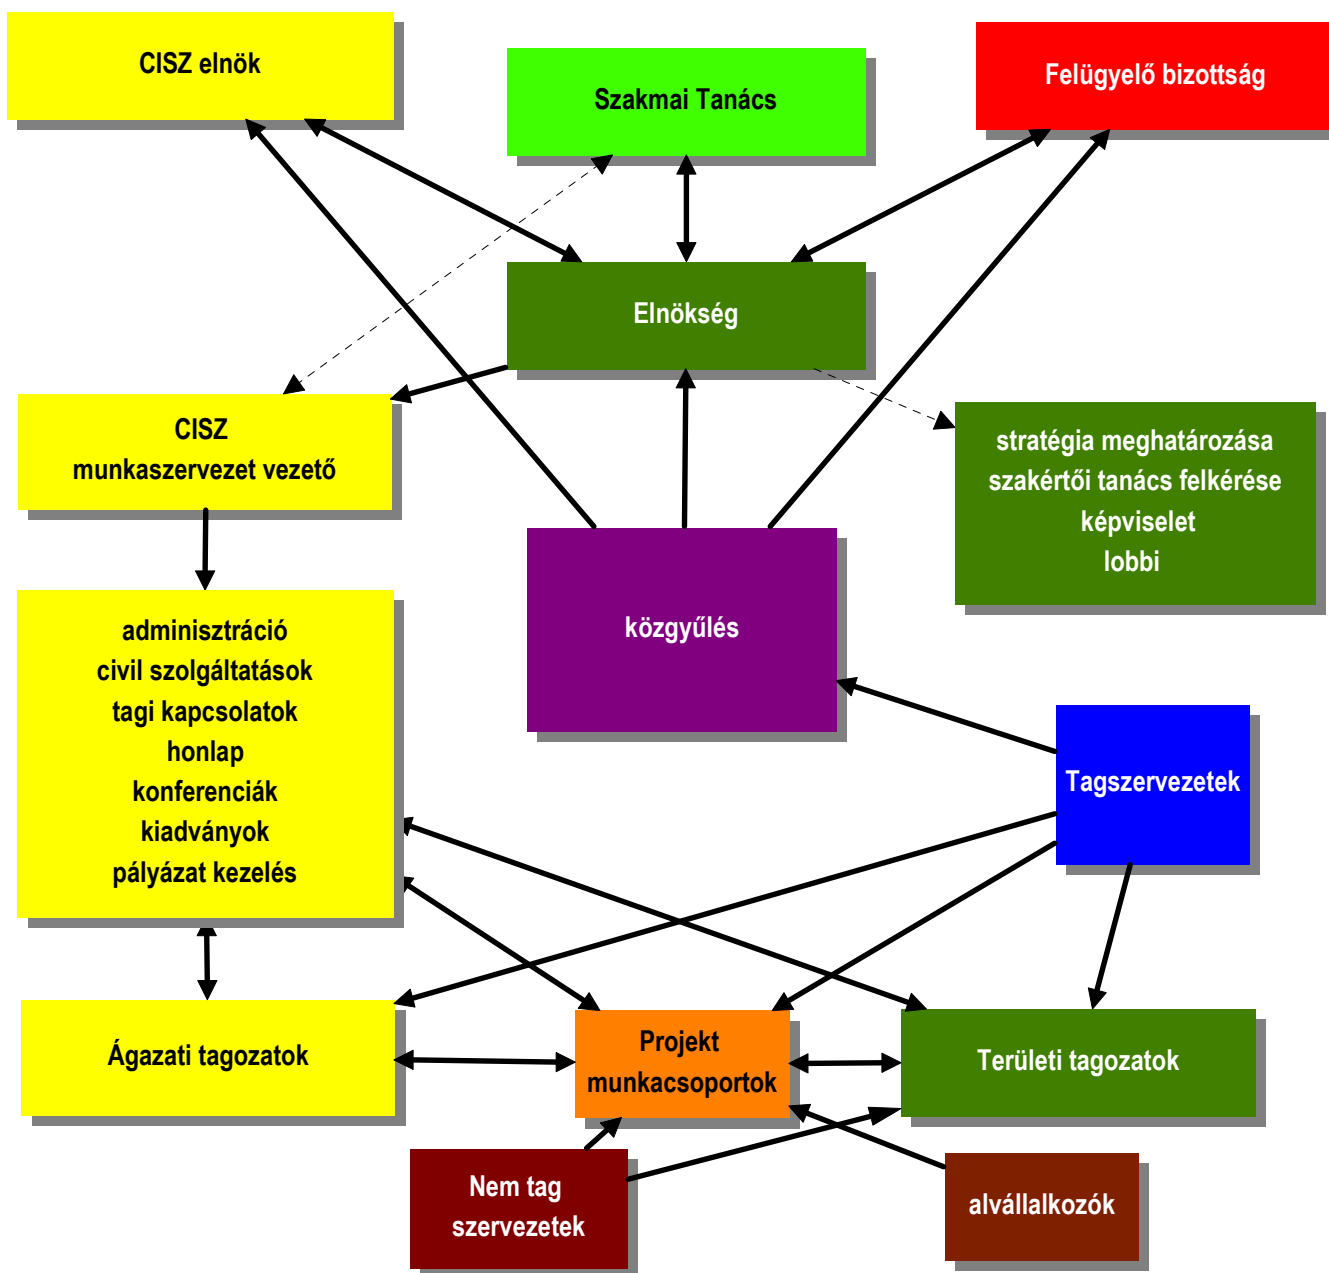 CISZ elnök
Szakmai Tanács
Felügyelő bizottság
Elnökség
CISZ
munkaszervezet vezető
stratégia meghatározása
szakértői tanács felkérése
képviselet
lobbi
közgyűlés
adminisztráció
civil szolgáltatások
tagi kapcsolatok
honlap
konferenciák
kiadványok
pályázat kezelés
Tagszervezetek
Ágazati tagozatok
Projekt
munkacsoportok
Területi tagozatok
Nem tag
szervezetek
alvállalkozók